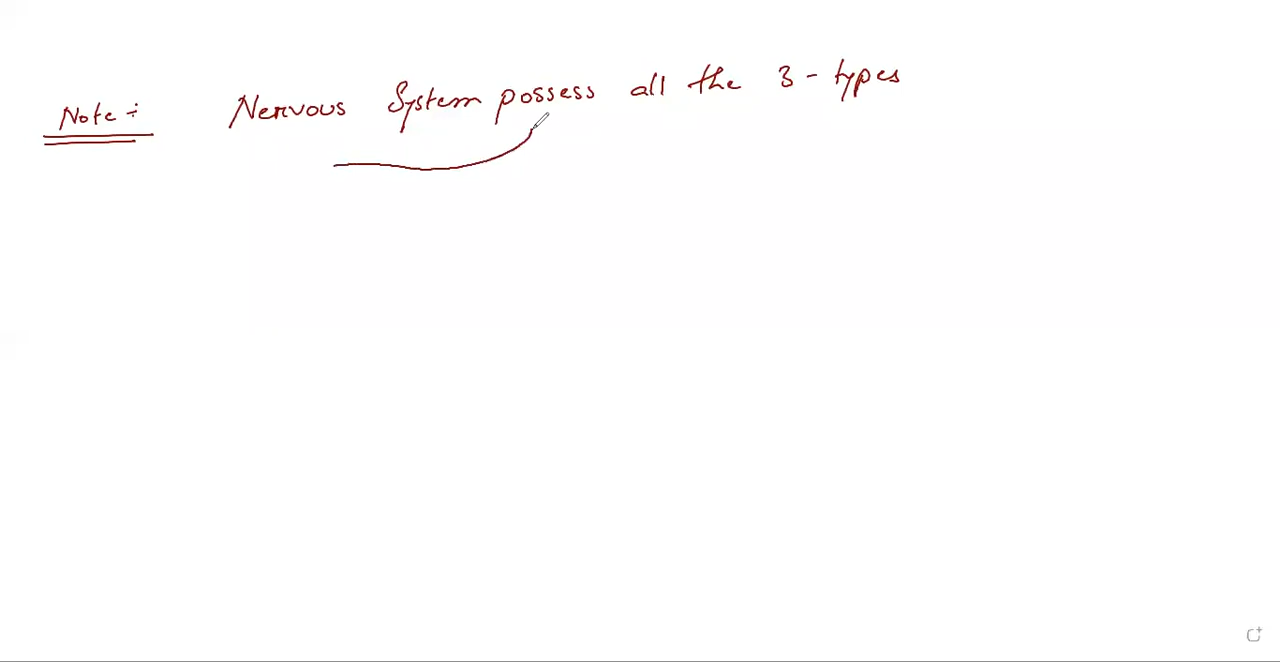 Note :- Nervous System possess all the 3 - types